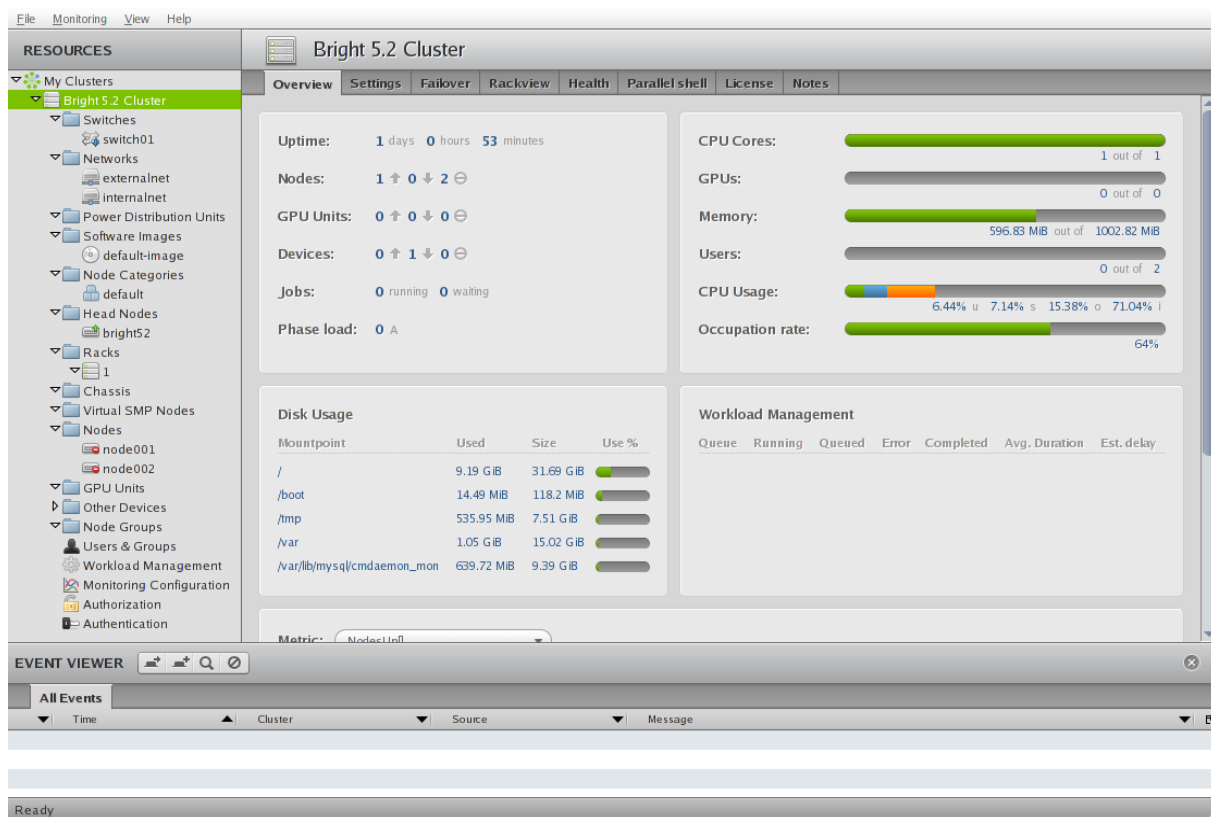 File Monitoring View Help
RESOURCES
Bright 5.2 Cluster
My Clusters
Bright 5.2 Cluster
Switches
switch01
Networks
externalnet
internalnet
Power Distribution Units
Software Images
default-image
Node Categories
default
Head Nodes
bright52
Racks
1
Chassis
Virtual SMP Nodes
Nodes
node001
node002
GPU Units
Other Devices
Node Groups
Users & Groups
Workload Management
Monitoring Configuration
Authorization
Authentication
Overview Settings Failover Rackview Health Parallel shell License Notes
Uptime: 1 days 0 hours 53 minutes
Nodes: 1 0 2
GPU Units: 0 0 0
Devices: 0 1 0
Jobs: 0 running 0 waiting
Phase load: 0 A
CPU Cores:
1 out of 1
GPUs:
0 out of 0
Memory:
596.83 MiB out of 1002.82 MiB
Users:
0 out of 2
CPU Usage:
6.44% u 7.14% s 15.38% o 71.04% i
Occupation rate:
64%
Disk Usage
Mountpoint Used Size Use %
/ 9.19 GiB 31.69 GiB
/boot 14.49 MiB 118.2 MiB
/tmp 535.95 MiB 7.51 GiB
/var 1.05 GiB 15.02 GiB
/var/lib/mysql/cmdaemon_mon 639.72 MiB 9.39 GiB
Workload Management
Queue Running Queued Error Completed Avg. Duration Est. delay
Metric: NodesUp[]
EVENT VIEWER
All Events
Time Cluster Source Message
Ready